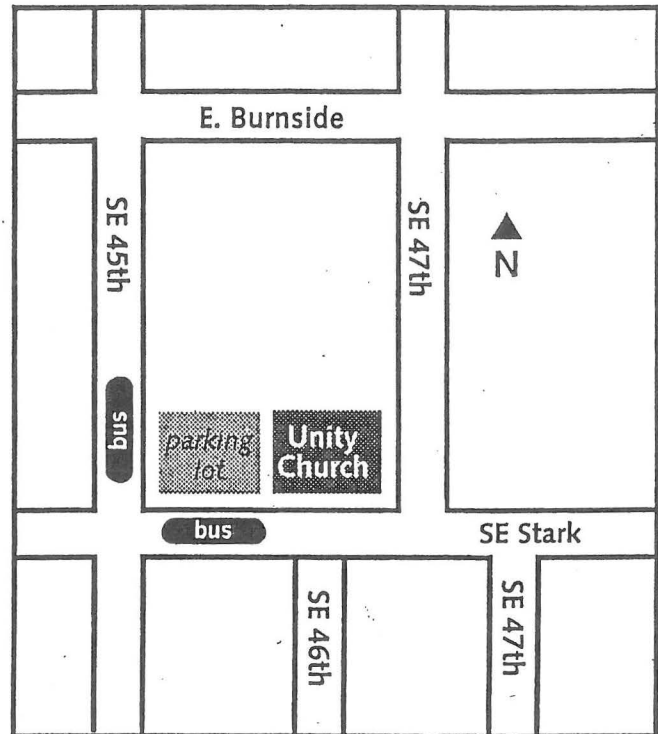 E. Burnside
SE 45th
SE 47th
N
bus
parking
lot
Unity
Church
bus
SE Stark
SE 46th
SE 47th